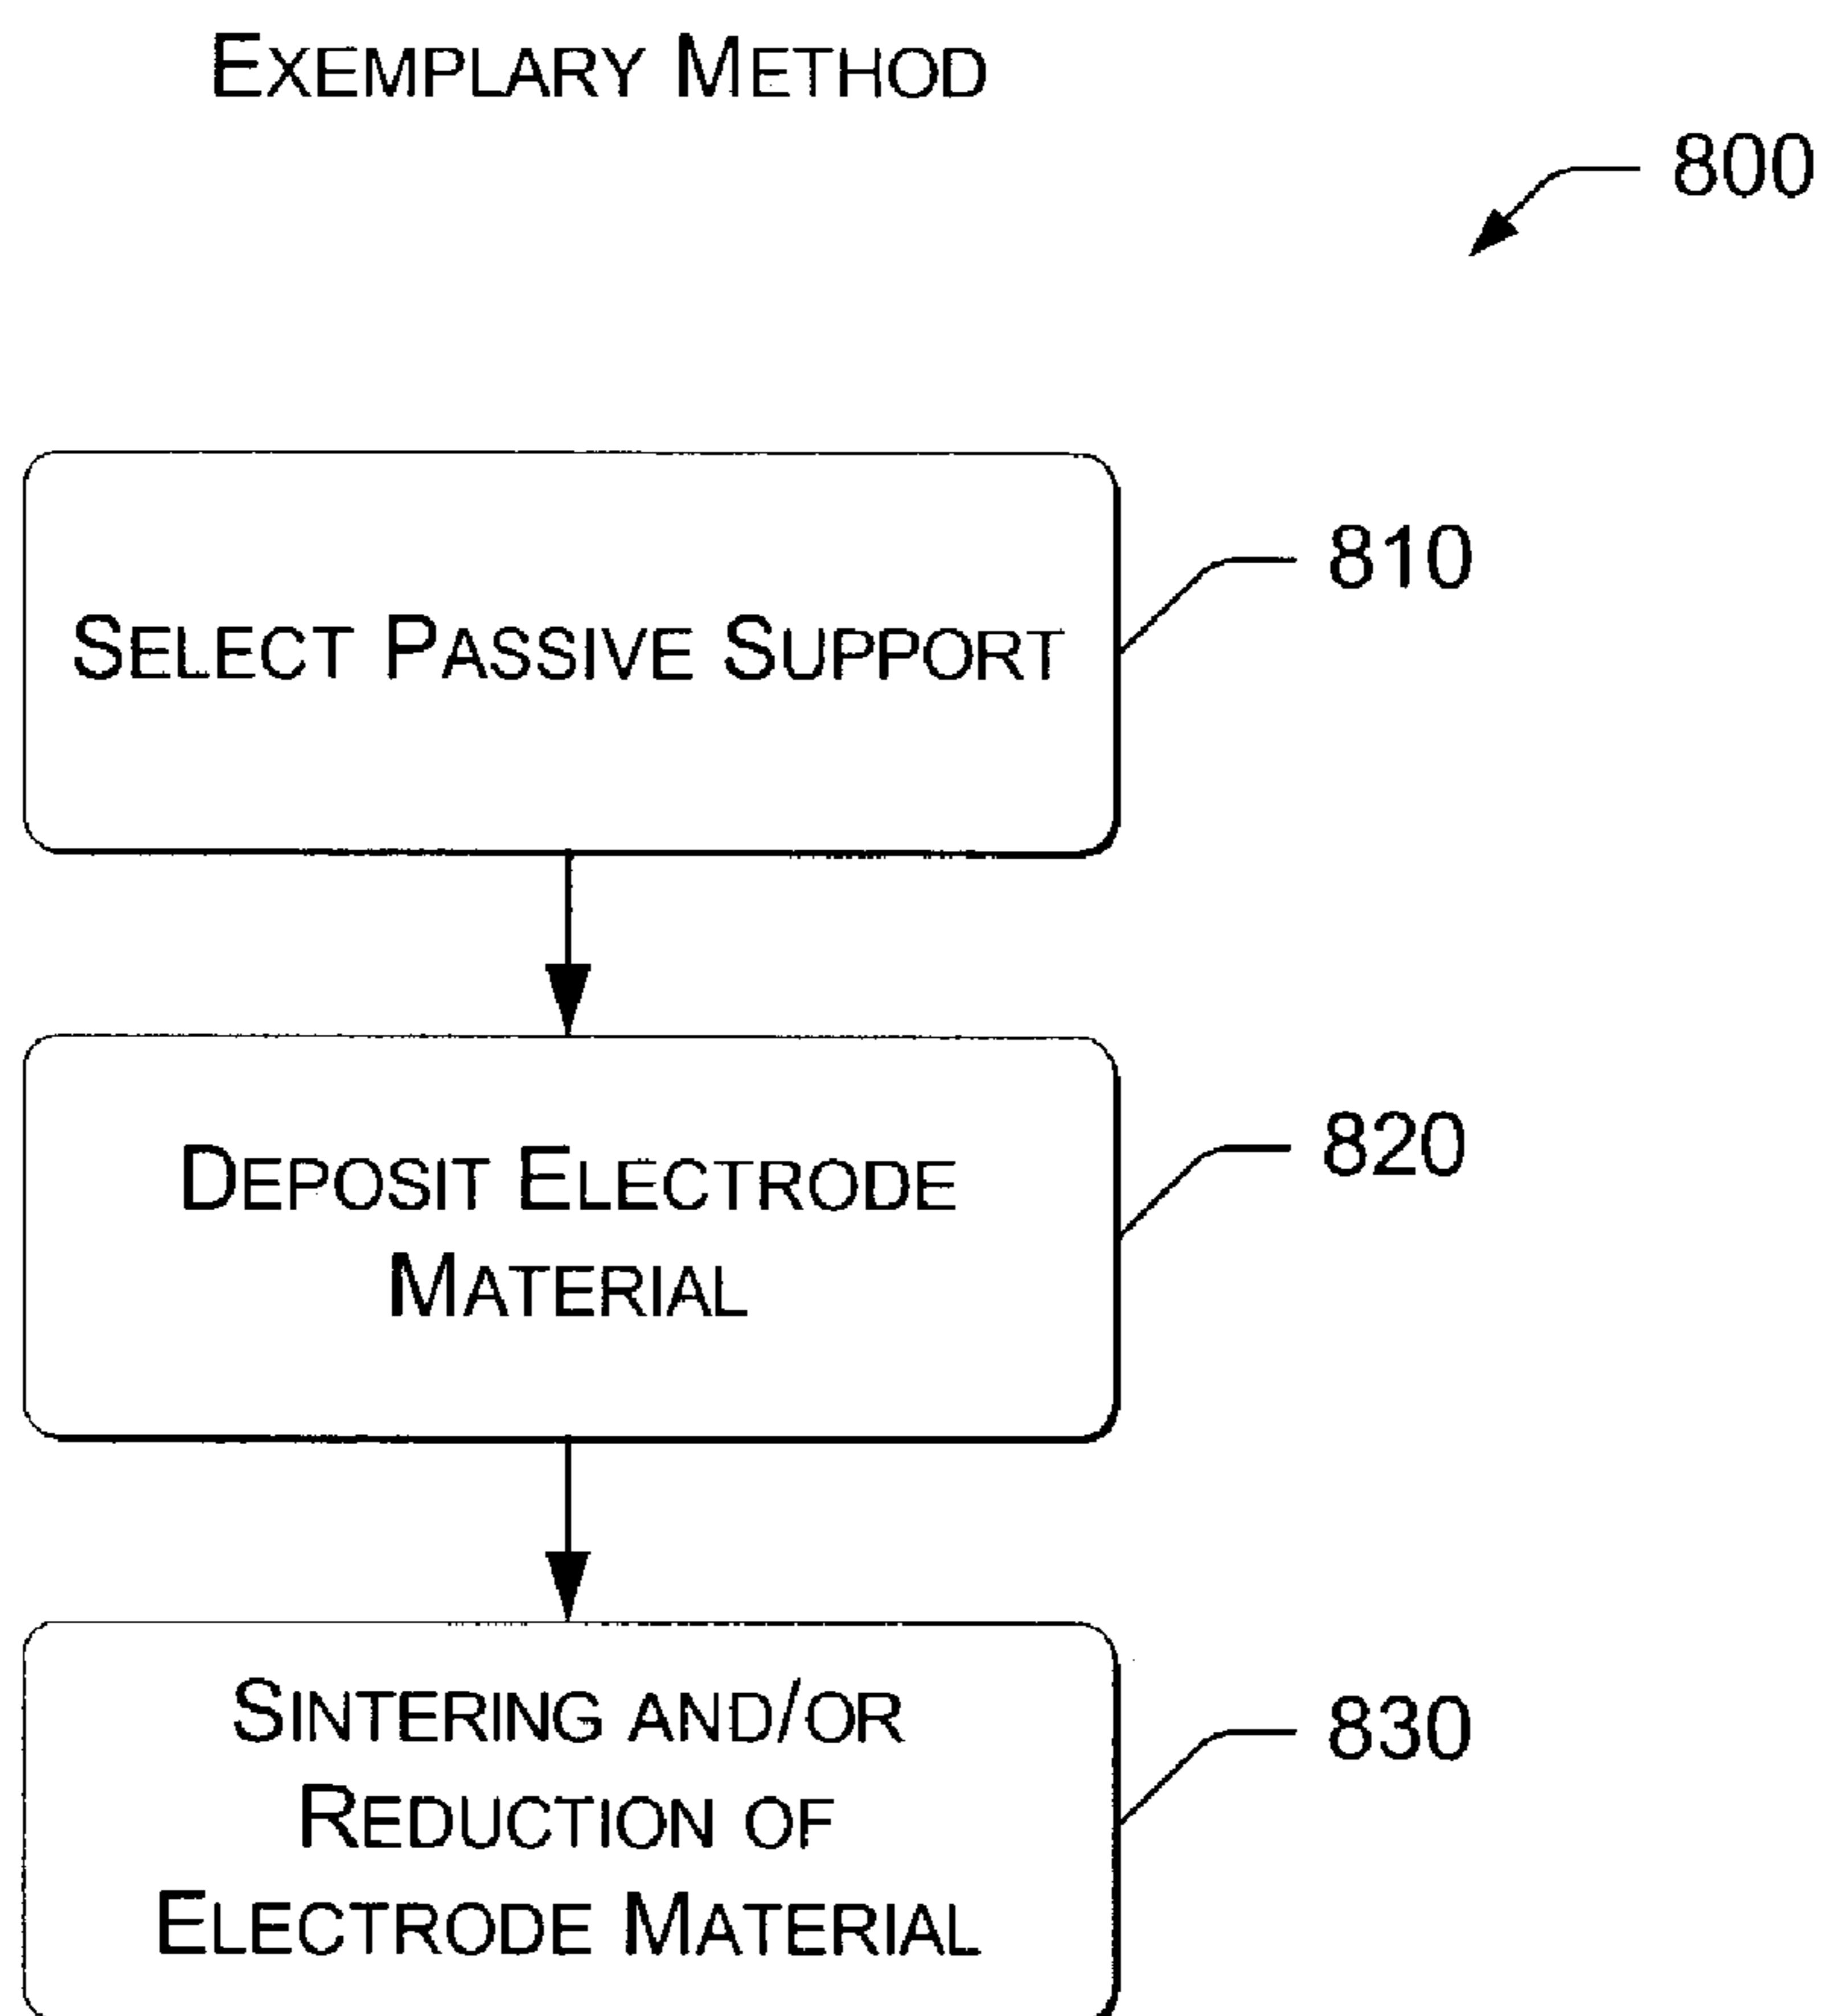 EXEMPLARY METHOD
800
SELECT PASSIVE SUPPORT
810
DEPOSIT ELECTRODE
MATERIAL
820
SINTERING AND/OR
REDUCTION OF
ELECTRODE MATERIAL
830